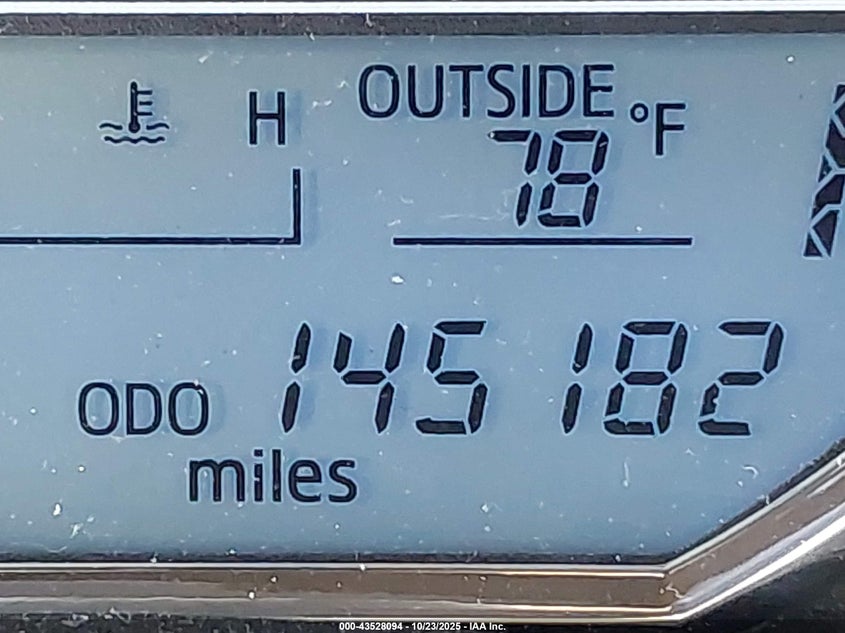 H
OUTSIDE
78 °F
ODO 145182
miles
000-43528094 - 10/23/2025 - IAA Inc.